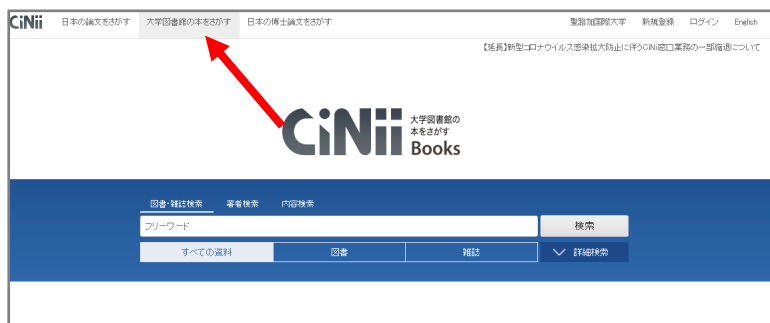 CiNii 日本の論文をさがす 大学図書館の本をさがす 日本の博士論文をさがす 聖路加国際大学 新規登録 ログイン English
【延長】新型コロナウイルス感染拡大防止に伴うCiNii窓口業務の一部縮退について
CiNii 大学図書館の
本をさがす
Books
図書・雑誌検索 著者検索 内容検索
フリーワード 検索
すべての資料 図書 雑誌 詳細検索